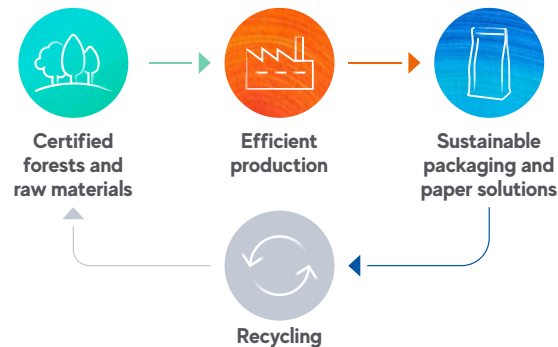 Certified
forests and
raw materials
Efficient
production
Sustainable
packaging and
paper solutions
Recycling